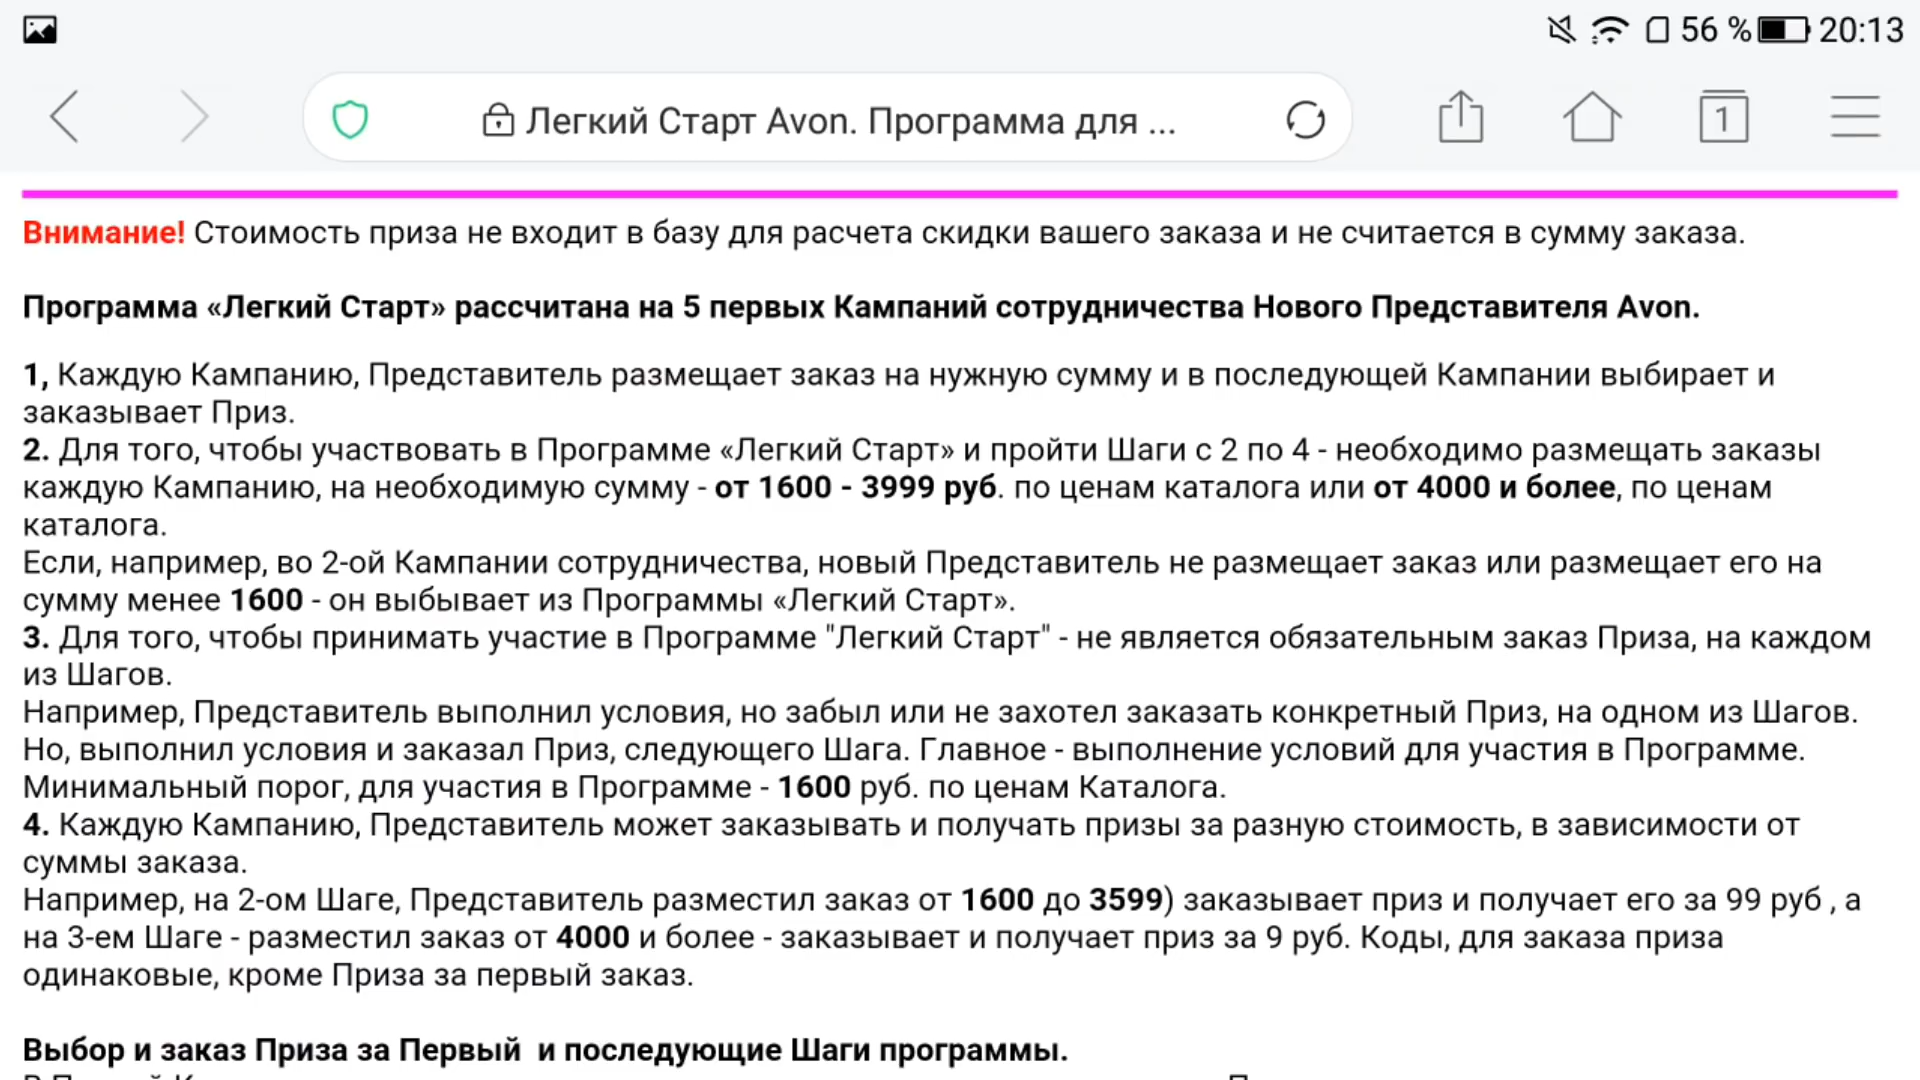 56 % 20:13
Легкий Старт Avon. Программа для ...
1
Внимание! Стоимость приза не входит в базу для расчета скидки вашего заказа и не считается в сумму заказа.
Программа «Легкий Старт» рассчитана на 5 первых Кампаний сотрудничества Нового Представителя Avon.
1, Каждую Кампанию, Представитель размещает заказ на нужную сумму и в последующей Кампании выбирает и
заказывает Приз.
2. Для того, чтобы участвовать в Программе «Легкий Старт» и пройти Шаги с 2 по 4 - необходимо размещать заказы
каждую Кампанию, на необходимую сумму - от 1600 - 3999 руб. по ценам каталога или от 4000 и более, по ценам
каталога.
Если, например, во 2-ой Кампании сотрудничества, новый Представитель не размещает заказ или размещает его на
сумму менее 1600 - он выбывает из Программы «Легкий Старт».
3. Для того, чтобы принимать участие в Программе "Легкий Старт" - не является обязательным заказ Приза, на каждом
из Шагов.
Например, Представитель выполнил условия, но забыл или не захотел заказать конкретный Приз, на одном из Шагов.
Но, выполнил условия и заказал Приз, следующего Шага. Главное - выполнение условий для участия в Программе.
Минимальный порог, для участия в Программе - 1600 руб. по ценам Каталога.
4. Каждую Кампанию, Представитель может заказывать и получать призы за разную стоимость, в зависимости от
суммы заказа.
Например, на 2-ом Шаге, Представитель разместил заказ от 1600 до 3599) заказывает приз и получает его за 99 руб , а
на 3-ем Шаге - разместил заказ от 4000 и более - заказывает и получает приз за 9 руб. Коды, для заказа приза
одинаковые, кроме Приза за первый заказ.
Выбор и заказ Приза за Первый  и последующие Шаги программы.